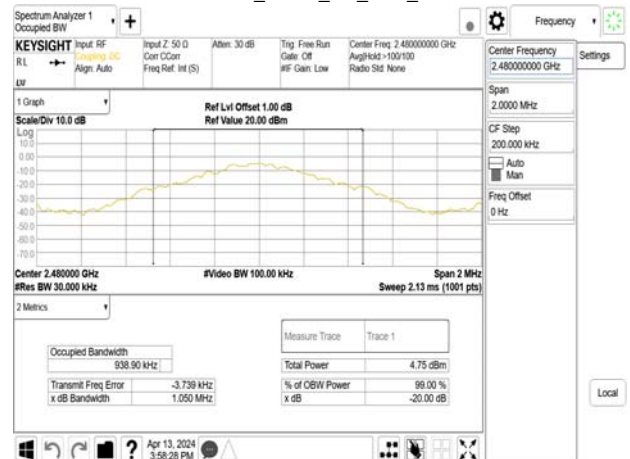 Spectrum Analyzer 1
Occupied BW
Frequency
KEYSIGHT
RL
Input: RF
Coupling: DC
Align: Auto
Input Z: 50 Ω
Corr CCorr
Freq Ref: Int (S)
Atten: 30 dB
Trig: Free Run
Gate: Off
#IF Gain: Low
Center Freq: 2.480000000 GHz
Avg|Hold:>100/100
Radio Std: None
LVI
1 Graph
Scale/Div 10.0 dB
Ref Lvl Offset 1.00 dB
Ref Value 20.00 dBm
Log
10.0
0.00
-10.0
-20.0
-30.0
-40.0
-50.0
-60.0
-70.0
Center 2.480000 GHz
#Res BW 30.000 kHz
#Video BW 100.00 kHz
Span 2 MHz
Sweep 2.13 ms (1001 pts)
2 Metrics
Measure Trace Trace 1
Occupied Bandwidth
938.90 kHz
Total Power 4.75 dBm
Transmit Freq Error -3.739 kHz
% of OBW Power 99.00 %
x dB Bandwidth 1.050 MHz
x dB -20.00 dB
Center Frequency
2.480000000 GHz
Settings
Span
2.0000 MHz
CF Step
200.000 kHz
Auto
Man
Freq Offset
0 Hz
Local
Apr 13, 2024
3:58:28 PM